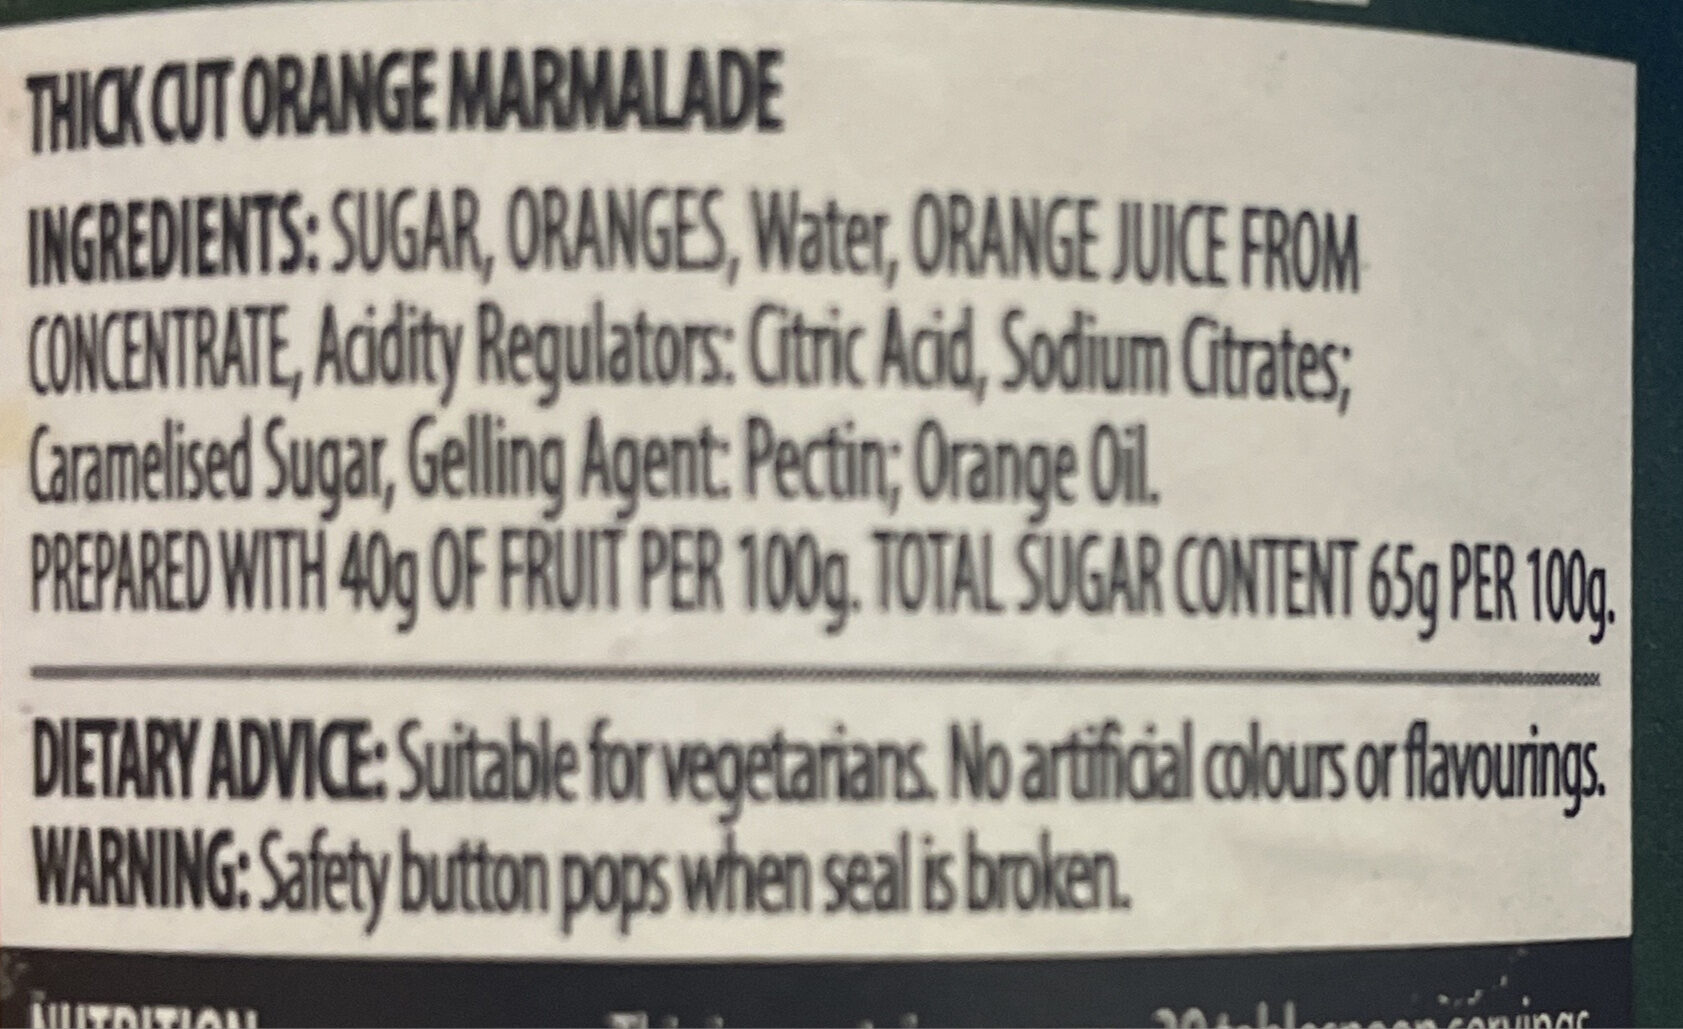 THICK CUT ORANGE MARMALADE
INGREDIENTS: SUGAR, ORANGES, Water, ORANGE JUICE FROM
CONCENTRATE, Acidity Regulators: Citric Acid, Sodium Citrates;
Caramelised Sugar, Gelling Agent: Pectin; Orange Oil.
PREPARED WITH 40g OF FRUIT PER 100g. TOTAL SUGAR CONTENT 65g PER 100g.
DIETARY ADVICE: Suitable for vegetarians. No artificial colours or flavourings.
WARNING: Safety button pops when seal is broken.
NUTRITION